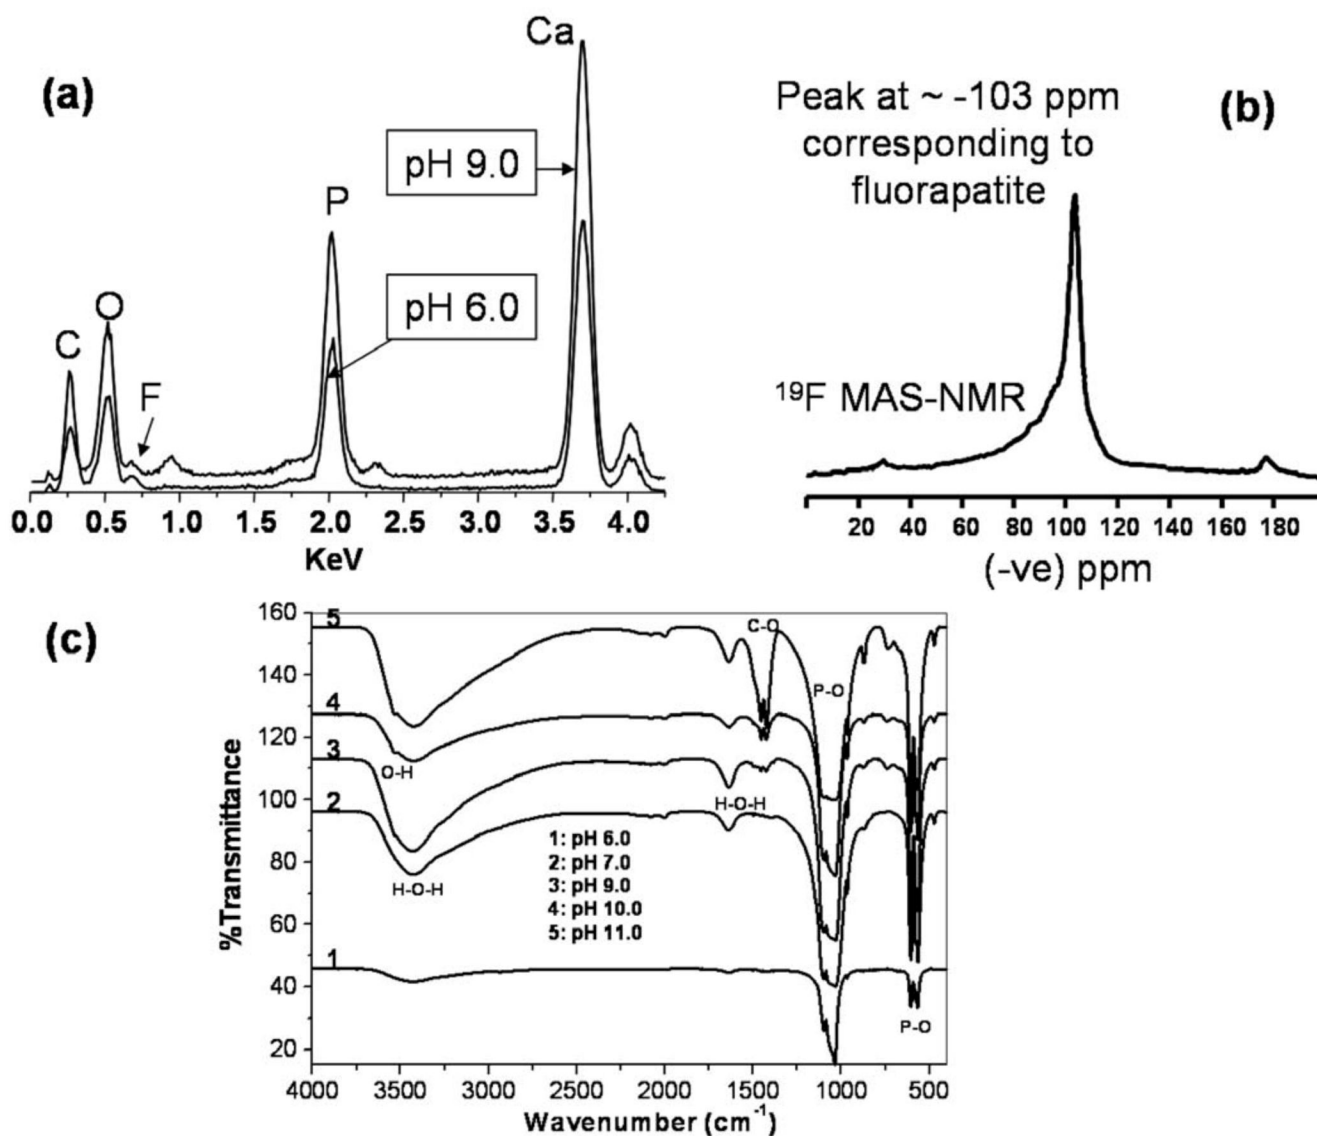 (a)
Ca
pH 9.0
P
pH 6.0
O
C
F
0.0 0.5 1.0 1.5 2.0 2.5 3.0 3.5 4.0
KeV
(b)
Peak at ~ -103 ppm
corresponding to
fluorapatite
¹⁹F MAS-NMR
20 40 60 80 100 120 140 160 180
(-ve) ppm
(c)
160
140
120
100
80
60
40
20
%Transmittance
5
4
3
2
1
C-O
P-O
O-H
H-O-H
H-O-H
1: pH 6.0
2: pH 7.0
3: pH 9.0
4: pH 10.0
5: pH 11.0
P-O
4000 3500 3000 2500 2000 1500 1000 500
Wavenumber (cm⁻¹)